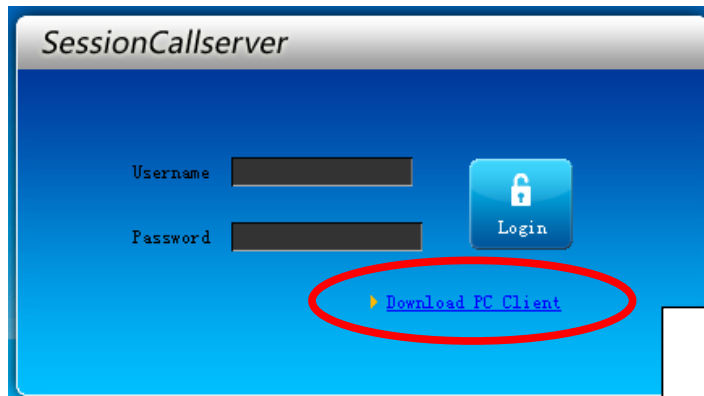 SessionCallserver
Username
Login
Password
Download PC Client